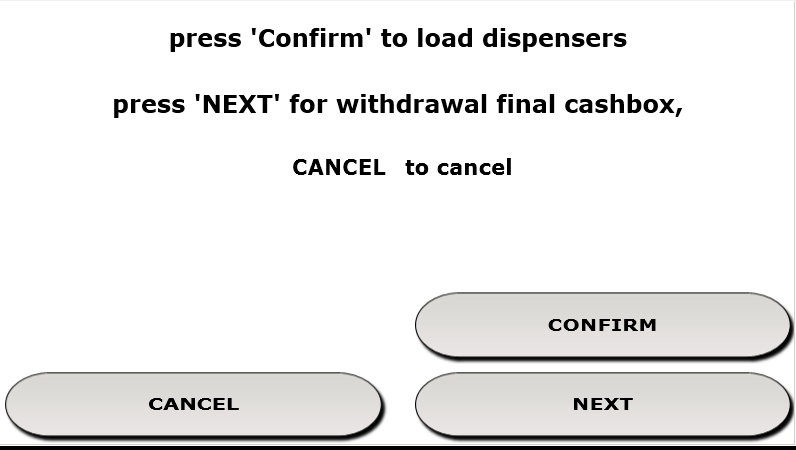 press 'Confirm' to load dispensers
press 'NEXT' for withdrawal final cashbox,
CANCEL to cancel
CONFIRM
CANCEL
NEXT